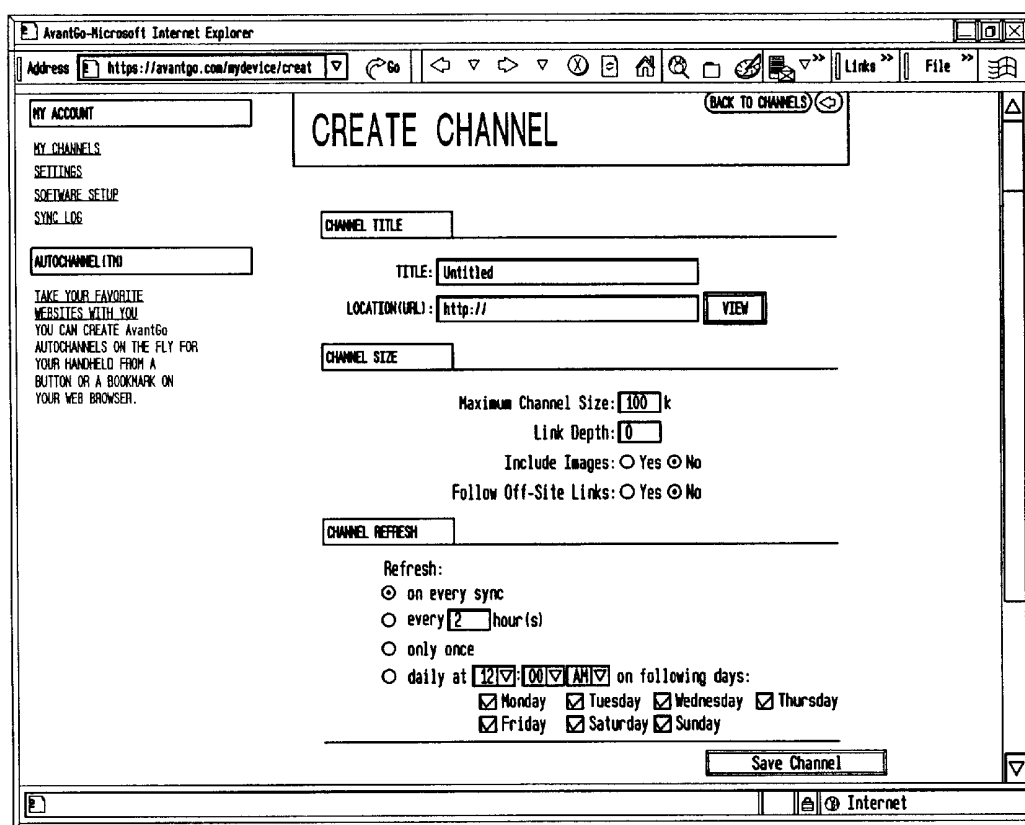 AvantGo-Microsoft Internet Explorer
Address https://avantgo.com/mydevice/creat Go Links » File »
MY ACCOUNT
MY CHANNELS
SETTINGS
SOFTWARE SETUP
SYNC LOG
AUTOCHANNEL(TM)
TAKE YOUR FAVORITE
WEBSITES WITH YOU
YOU CAN CREATE AvantGo
AUTOCHANNELS ON THE FLY FOR
YOUR HANDHELD FROM A
BUTTON OR A BOOKMARK ON
YOUR WEB BROWSER.
BACK TO CHANNELS
CREATE CHANNEL
CHANNEL TITLE
TITLE: Untitled
LOCATION(URL): http:// VIEW
CHANNEL SIZE
Maximum Channel Size: 100 k
Link Depth: 0
Include Images: Yes No
Follow Off-Site Links: Yes No
CHANNEL REFRESH
Refresh:
on every sync
every 2 hour(s)
only once
daily at 12 : 00 AM on following days:
Monday Tuesday Wednesday Thursday
Friday Saturday Sunday
Save Channel
Internet